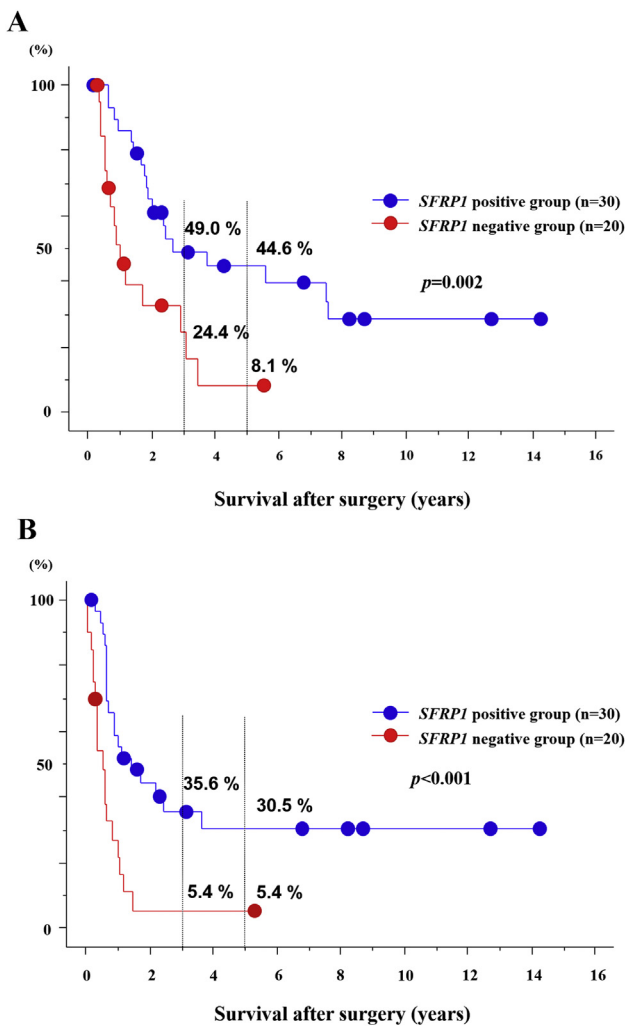 A
(%)
100
50
0
49.0 %
44.6 %
24.4 %
8.1 %
SFRP1 positive group (n=30)
SFRP1 negative group (n=20)
p=0.002
0 2 4 6 8 10 12 14 16
Survival after surgery (years)
B
(%)
100
50
0
35.6 %
30.5 %
5.4 %
5.4 %
SFRP1 positive group (n=30)
SFRP1 negative group (n=20)
p<0.001
0 2 4 6 8 10 12 14 16
Survival after surgery (years)